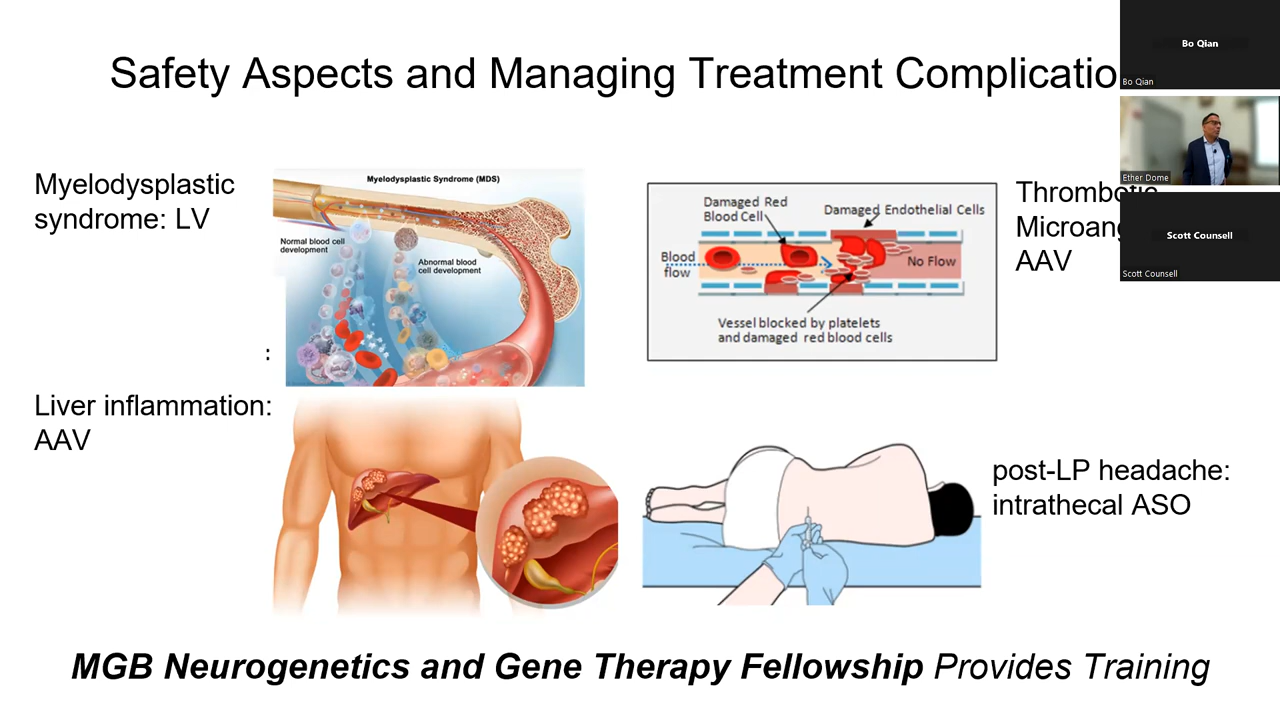 Safety Aspects and Managing Treatment Complicatio
Myelodysplastic
syndrome: LV
Myelodysplastic Syndrome (MDS)
Normal blood cell
development
Abnormal blood
cell development
Damaged Red
Blood Cell
Damaged Endothelial Cells
Blood
flow
No Flow
Vessel blocked by platelets
and damaged red blood cells
Thrombotic
Microang
AAV
:
Liver inflammation:
AAV
post-LP headache:
intrathecal ASO
MGB Neurogenetics and Gene Therapy Fellowship Provides Training
Bo Qian
Bo Qian
Ether Dome
Scott Counsell
Scott Counsell